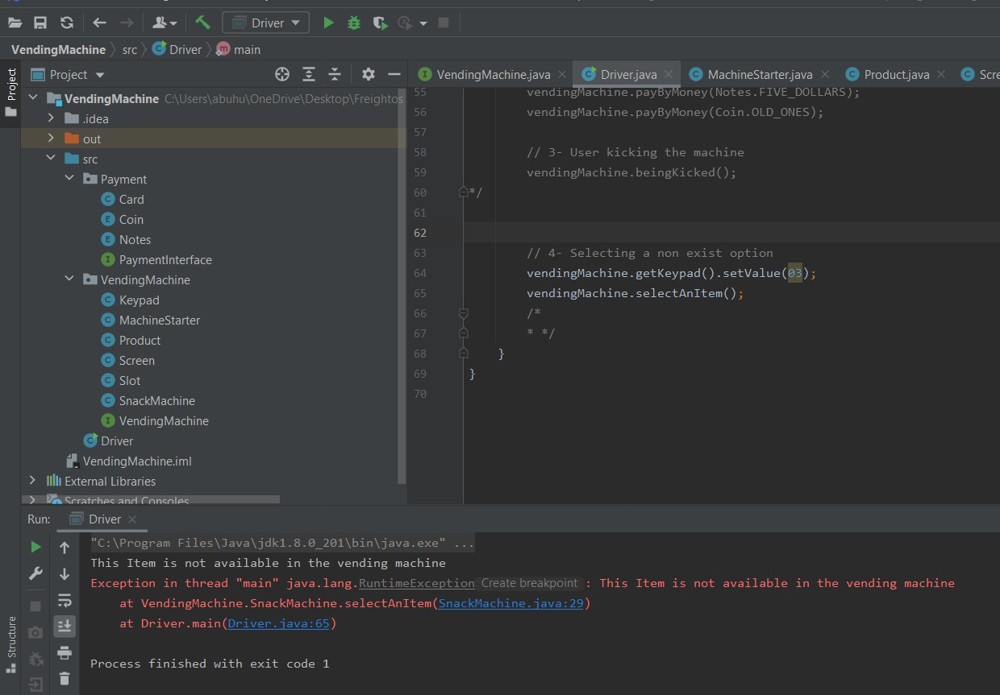 Driver
VendingMachine
src
Driver
main
Project
Project
VendingMachine.java
Driver.java
MachineStarter.java
Product.java
Scre
VendingMachine C:\Users\abuhu\OneDrive\Desktop\Freightos
.idea
out
src
Payment
Card
Coin
Notes
PaymentInterface
VendingMachine
Keypad
MachineStarter
Product
Screen
Slot
SnackMachine
VendingMachine
Driver
VendingMachine.iml
External Libraries
Scratches and Consoles
55 vendingMachine.payByMoney(Notes.FIVE_DOLLARS);
56 vendingMachine.payByMoney(Coin.OLD_ONES);
57
58 // 3- User kicking the machine
59 vendingMachine.beingKicked();
60 */
61
62
63 // 4- Selecting a non exist option
64 vendingMachine.getKeypad().setValue(03);
65 vendingMachine.selectAnItem();
66 /*
67 * */
68 }
69 }
70
Run: Driver
"C:\Program Files\Java\jdk1.8.0_201\bin\java.exe" ...
This Item is not available in the vending machine
Exception in thread "main" java.lang.RuntimeException Create breakpoint : This Item is not available in the vending machine
at VendingMachine.SnackMachine.selectAnItem(SnackMachine.java:29)
at Driver.main(Driver.java:65)
Process finished with exit code 1
Structure